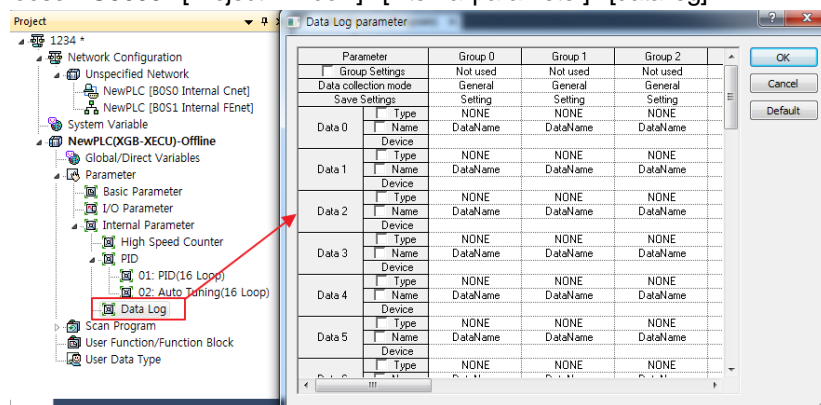 Project
1234 *
Network Configuration
Unspecified Network
NewPLC [B0S0 Internal Cnet]
NewPLC [B0S1 Internal FEnet]
System Variable
NewPLC(XGB-XECU)-Offline
Global/Direct Variables
Parameter
Basic Parameter
I/O Parameter
Internal Parameter
High Speed Counter
PID
01: PID(16 Loop)
02: Auto Tuning(16 Loop)
Data Log
Scan Program
User Function/Function Block
User Data Type
Data Log parameter
Parameter Group 0 Group 1 Group 2
Group Settings Not used Not used Not used
Data collection mode General General General
Save Settings Setting Setting Setting
Data 0 Type NONE NONE NONE
Name DataName DataName DataName
Device
Data 1 Type NONE NONE NONE
Name DataName DataName DataName
Device
Data 2 Type NONE NONE NONE
Name DataName DataName DataName
Device
Data 3 Type NONE NONE NONE
Name DataName DataName DataName
Device
Data 4 Type NONE NONE NONE
Name DataName DataName DataName
Device
Data 5 Type NONE NONE NONE
Name DataName DataName DataName
Device
Type NONE NONE NONE
OK
Cancel
Default